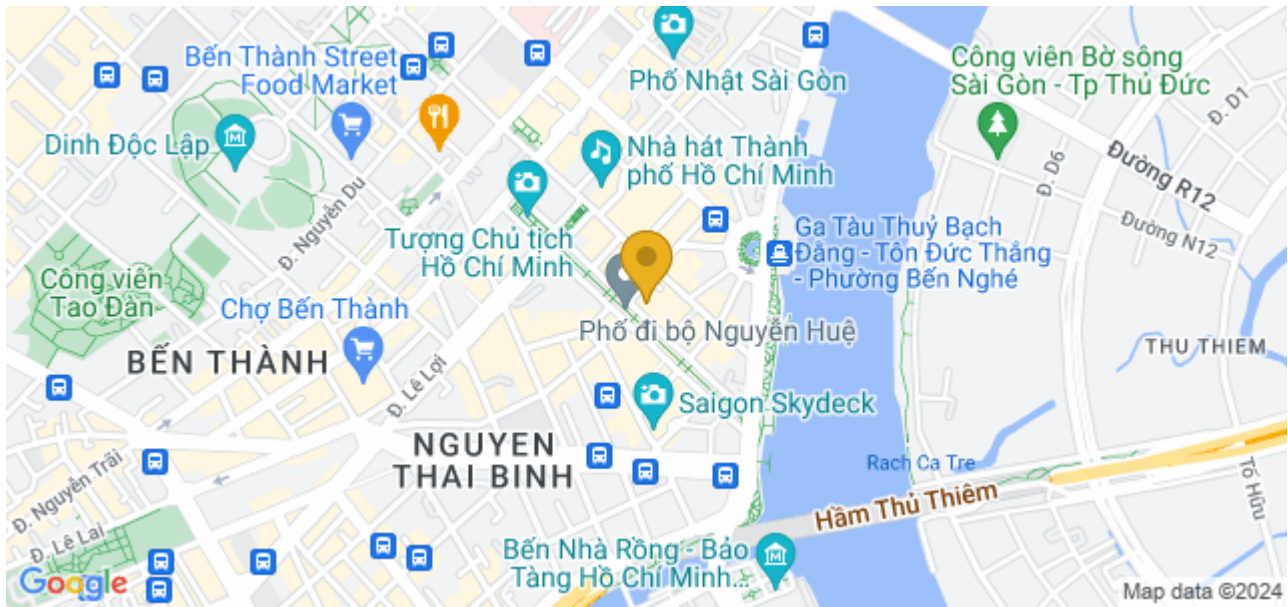 Bến Thành Street
Food Market
Phố Nhật Sài Gòn
Công viên Bờ sông
Sài Gòn - Tp Thủ Đức
Đ. D1
Dinh Độc Lập
Nhà hát Thành
phố Hồ Chí Minh
Đ. D6
Đường R12
Đ. Nguyễn Du
Tượng Chủ tịch
Hồ Chí Minh
Ga Tàu Thuỷ Bạch
Đằng - Tôn Đức Thắng
- Phường Bến Nghé
Đường N12
Công viên
Tao Đàn
Chợ Bến Thành
Phố đi bộ Nguyễn Huệ
THU THIEM
BẾN THÀNH
Đ. Lê Lợi
Saigon Skydeck
NGUYEN
THAI BINH
Rach Ca Tre
Đ. Nguyễn Trãi
Hầm Thủ Thiêm
Tố Hữu
Đ. Lê Lai
Bến Nhà Rồng - Bảo
Tàng Hồ Chí Minh...
Google
Map data ©2024